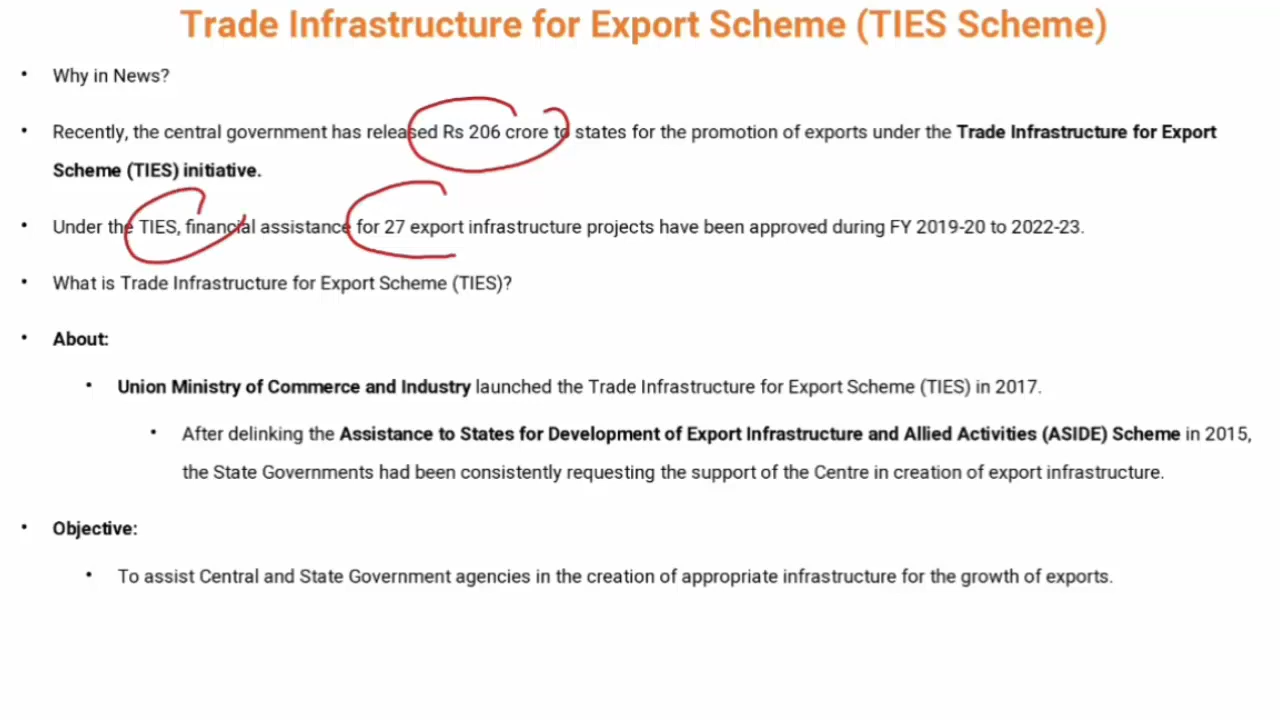 Trade Infrastructure for Export Scheme (TIES Scheme)
• Why in News?
• Recently, the central government has released Rs 206 crore to states for the promotion of exports under the Trade Infrastructure for Export
Scheme (TIES) initiative.
• Under the TIES, financial assistance for 27 export infrastructure projects have been approved during FY 2019-20 to 2022-23.
• What is Trade Infrastructure for Export Scheme (TIES)?
• About:
• Union Ministry of Commerce and Industry launched the Trade Infrastructure for Export Scheme (TIES) in 2017.
• After delinking the Assistance to States for Development of Export Infrastructure and Allied Activities (ASIDE) Scheme in 2015,
the State Governments had been consistently requesting the support of the Centre in creation of export infrastructure.
• Objective:
• To assist Central and State Government agencies in the creation of appropriate infrastructure for the growth of exports.